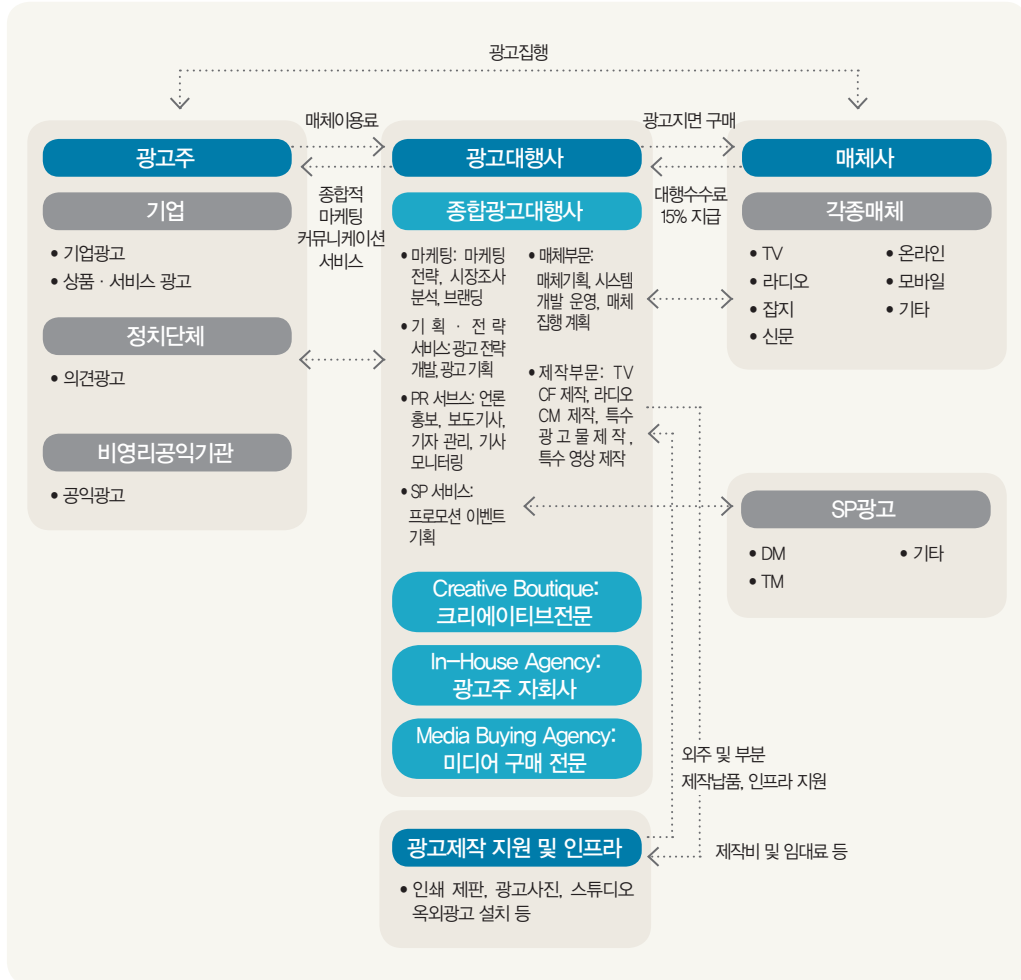 광고집행
매체이용료
광고지면 구매
광고주
광고대행사
매체사
종합적
마케팅
커뮤니케이션
서비스
대행수수료
15% 지급
기업
• 기업광고
• 상품 · 서비스 광고
정치단체
• 의견광고
비영리공익기관
• 공익광고
종합광고대행사
• 마케팅: 마케팅
전략, 시장조사
분석, 브랜딩
• 기 획 · 전 략
서비스: 광고 전략
개발, 광고 기획
• PR 서브스: 언론
홍보, 보도기사,
기자 관리, 기사
모니터링
• SP 서비스:
프로모션 이벤트
기획
• 매체부문:
매체기획, 시스템
개발 운영, 매체
집행 계획
• 제작부문: TV
CF 제작, 라디오
CM 제작, 특수
광고물제작,
특수 영상 제작
Creative Boutique:
크리에이티브전문
In-House Agency:
광고주 자회사
Media Buying Agency:
미디어 구매 전문
각종매체
• TV
• 라디오
• 잡지
• 신문
• 온라인
• 모바일
• 기타
SP광고
• DM
• TM
• 기타
외주 및 부분
제작납품, 인프라 지원
제작비 및 임대료 등
광고제작 지원 및 인프라
• 인쇄 제판, 광고사진, 스튜디오
옥외광고 설치 등